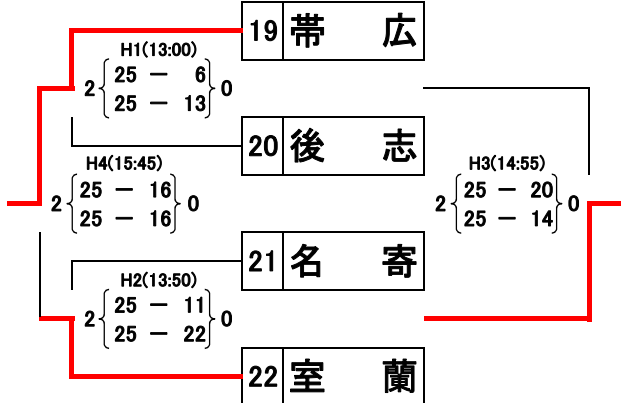 19 帯 広
H1(13:00)
2 25 － 6 0
25 － 13
20 後 志
H4(15:45)
2 25 － 16 0
25 － 16
H3(14:55)
2 25 － 20 0
25 － 14
21 名 寄
H2(13:50)
2 25 － 11 0
25 － 22
22 室 蘭